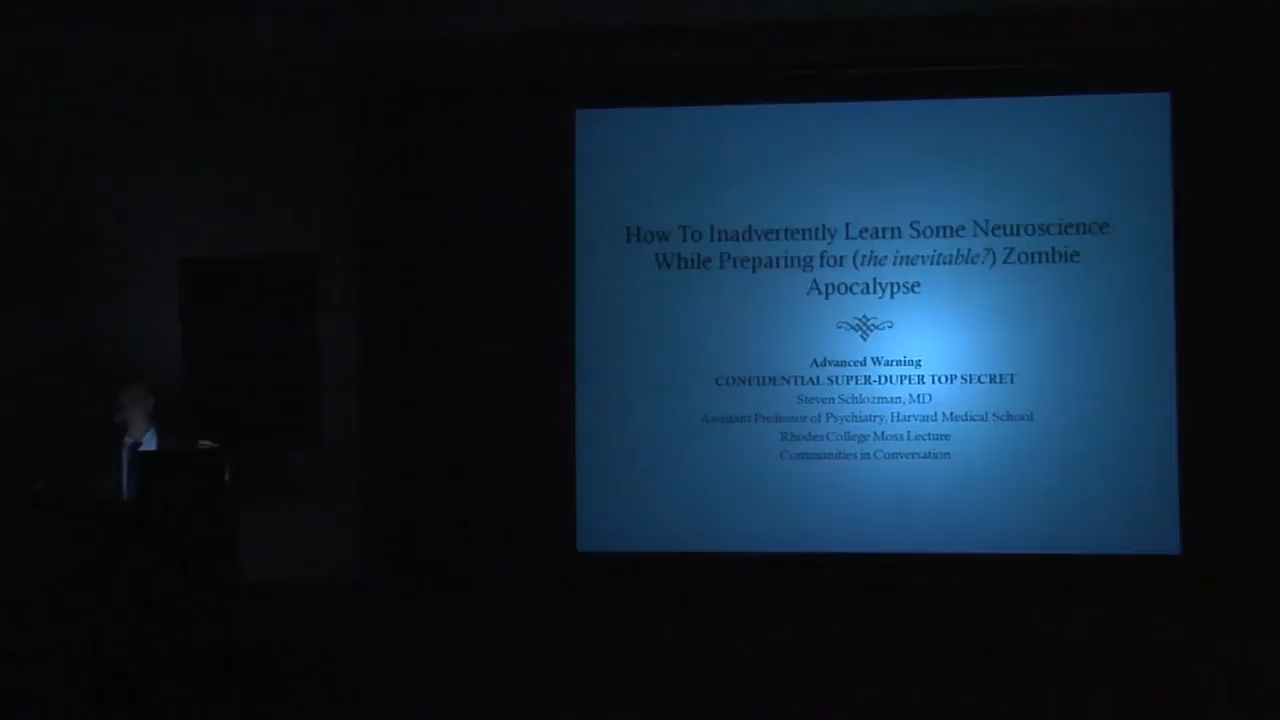 How To Inadvertently Learn Some Neuroscience
While Preparing for (the inevitable?) Zombie
Apocalypse
Advanced Warning
CONFIDENTIAL SUPER-DUPER TOP SECRET
Steven Schlozman, MD
Assistant Professor of Psychiatry, Harvard Medical School
Rhodes College Moss Lecture
Communities in Conversation